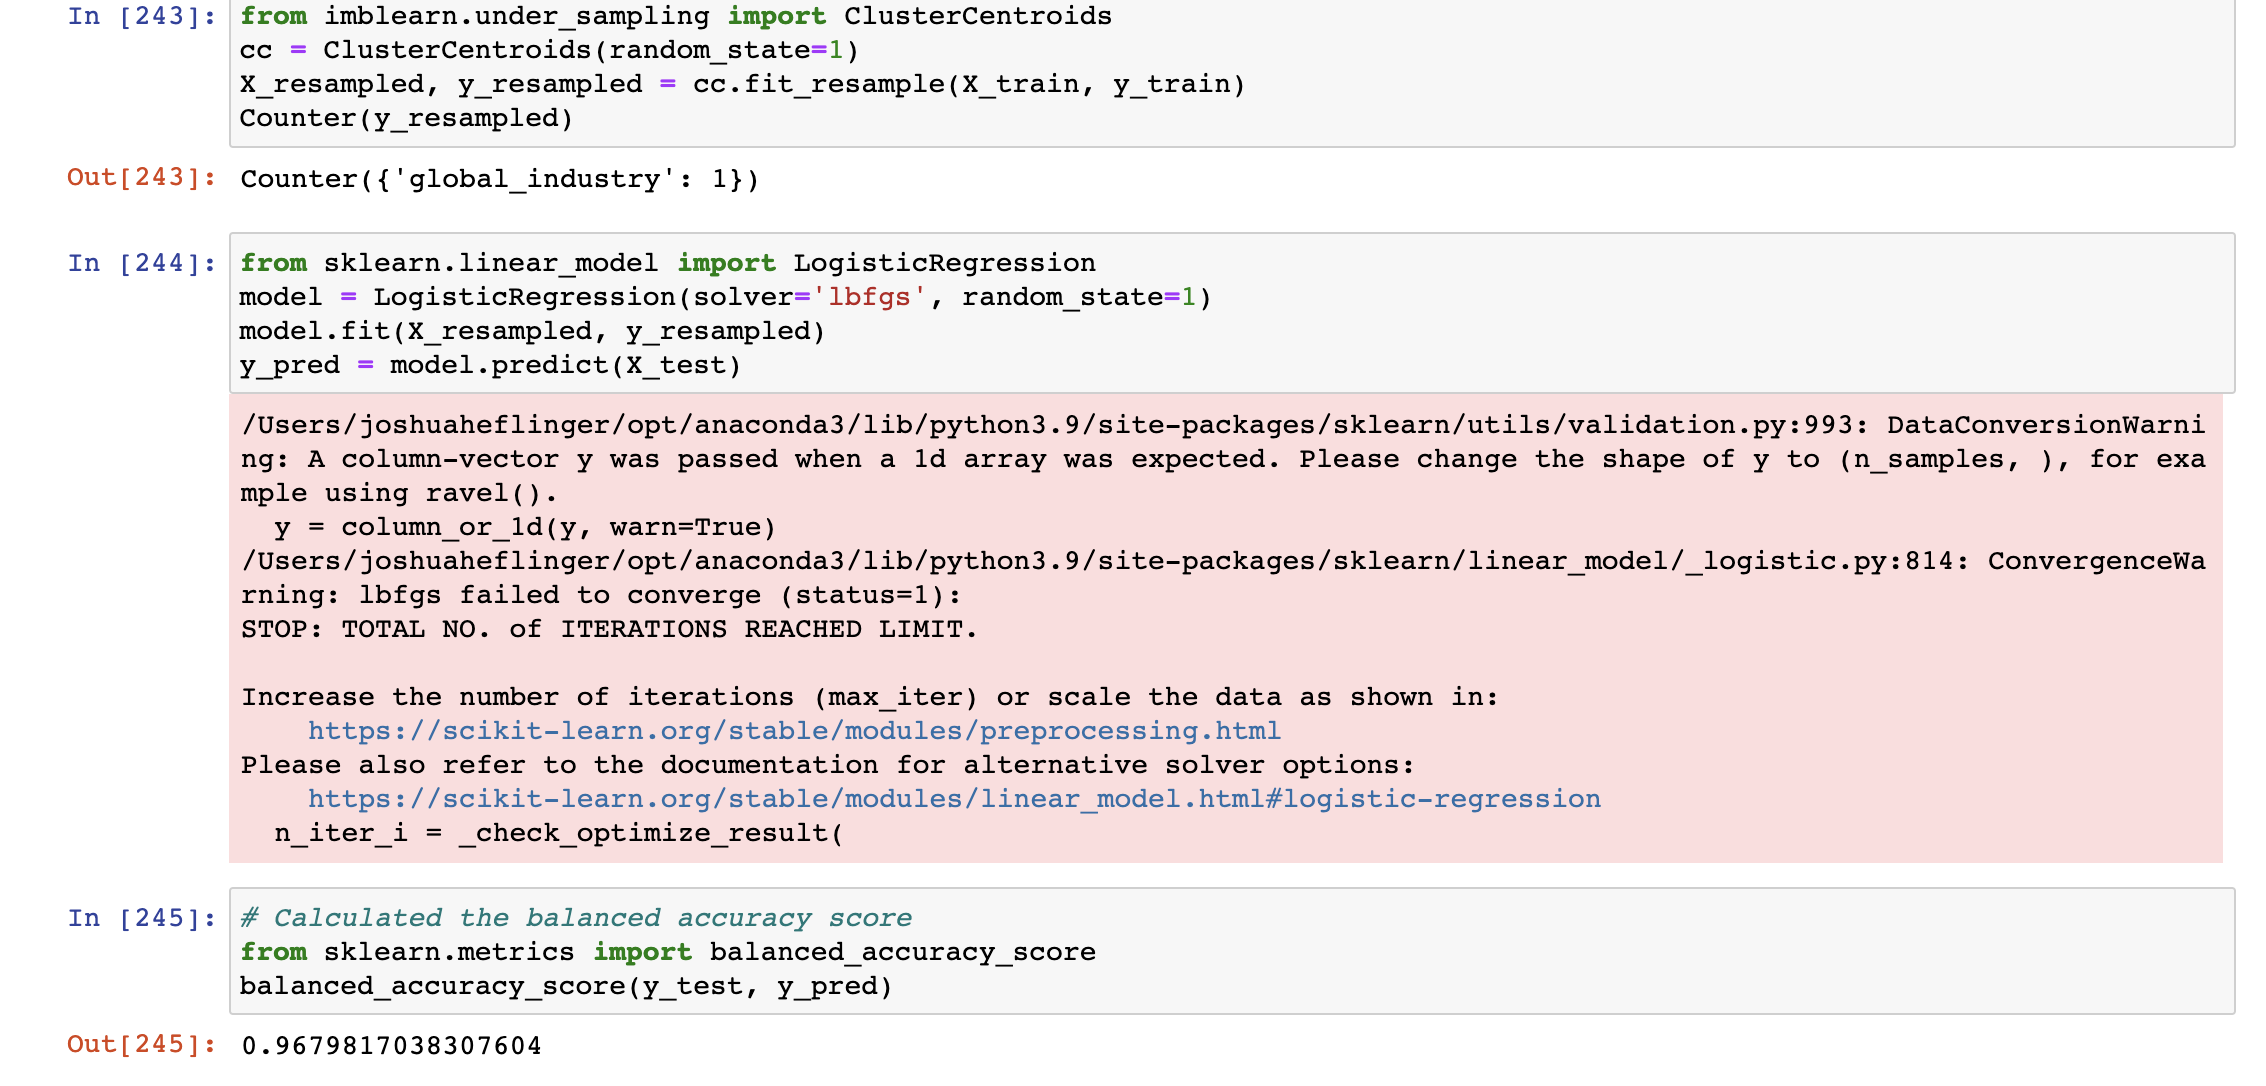 In [243]: from imblearn.under_sampling import ClusterCentroids
cc = ClusterCentroids(random_state=1)
X_resampled, y_resampled = cc.fit_resample(X_train, y_train)
Counter(y_resampled)
Out[243]: Counter({'global_industry': 1})
In [244]: from sklearn.linear_model import LogisticRegression
model = LogisticRegression(solver='lbfgs', random_state=1)
model.fit(X_resampled, y_resampled)
y_pred = model.predict(X_test)
/Users/joshuaheflinger/opt/anaconda3/lib/python3.9/site-packages/sklearn/utils/validation.py:993: DataConversionWarni
ng: A column-vector y was passed when a 1d array was expected. Please change the shape of y to (n_samples, ), for exa
mple using ravel().
  y = column_or_1d(y, warn=True)
/Users/joshuaheflinger/opt/anaconda3/lib/python3.9/site-packages/sklearn/linear_model/_logistic.py:814: ConvergenceWa
rning: lbfgs failed to converge (status=1):
STOP: TOTAL NO. of ITERATIONS REACHED LIMIT.
Increase the number of iterations (max_iter) or scale the data as shown in:
    https://scikit-learn.org/stable/modules/preprocessing.html
Please also refer to the documentation for alternative solver options:
    https://scikit-learn.org/stable/modules/linear_model.html#logistic-regression
  n_iter_i = _check_optimize_result(
In [245]: # Calculated the balanced accuracy score
from sklearn.metrics import balanced_accuracy_score
balanced_accuracy_score(y_test, y_pred)
Out[245]: 0.9679817038307604